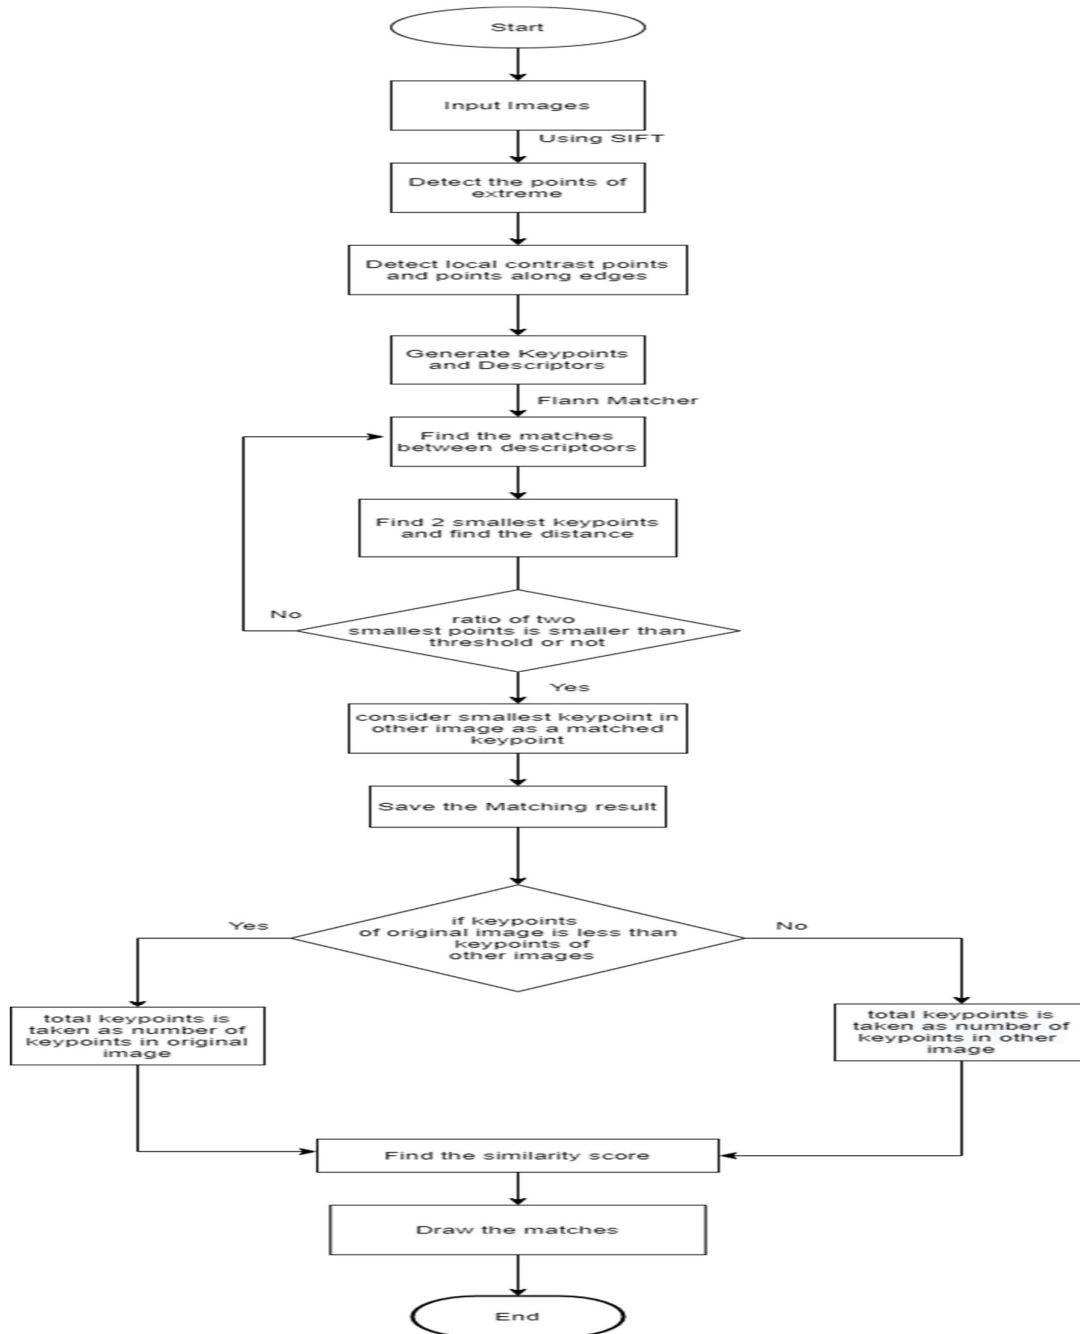 Start
Input Images
Using SIFT
Detect the points of
extreme
Detect local contrast points
and points along edges
Generate Keypoints
and Descriptors
Flann Matcher
Find the matches
between descriptoors
Find 2 smallest keypoints
and find the distance
No
ratio of two
smallest points is smaller than
threshold or not
Yes
consider smallest keypoint in
other image as a matched
keypoint
Save the Matching result
Yes
if keypoints
of original image is less than
keypoints of
other images
No
total keypoints is
taken as number of
keypoints in original
image
total keypoints is
taken as number of
keypoints in other
image
Find the similarity score
Draw the matches
End